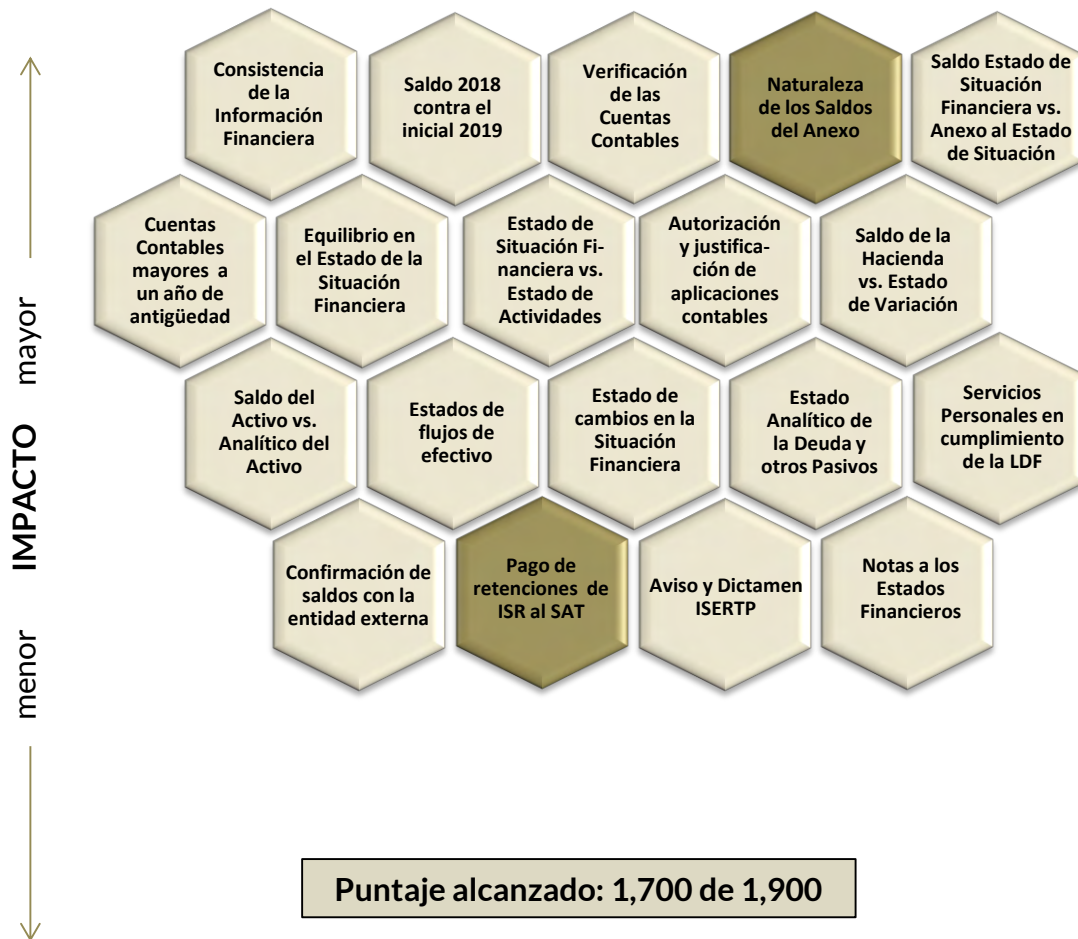 Consistencia
de la
Información
Financiera
Saldo 2018
contra el
inicial 2019
Verificación
de las
Cuentas
Contables
Naturaleza
de los Saldos
del Anexo
Saldo Estado de
Situación
Financiera vs.
Anexo al Estado
de Situación
Cuentas
Contables
mayores a
un año de
antigüedad
Equilibrio en
el Estado de la
Situación
Financiera
Estado de
Situación Fi-
nanciera vs.
Estado de
Actividades
Autorización
y justifica-
ción de
aplicaciones
contables
Saldo de la
Hacienda
vs. Estado
de Variación
Saldo del
Activo vs.
Analítico del
Activo
Estados de
flujos de
efectivo
Estado de
cambios en la
Situación
Financiera
Estado
Analítico de
la Deuda y
otros Pasivos
Servicios
Personales en
cumplimiento
de la LDF
Confirmación de
saldos con la
entidad externa
Pago de
retenciones de
ISR al SAT
Aviso y Dictamen
ISERTP
Notas a los
Estados
Financieros
menor IMPACTO mayor
Puntaje alcanzado: 1,700 de 1,900